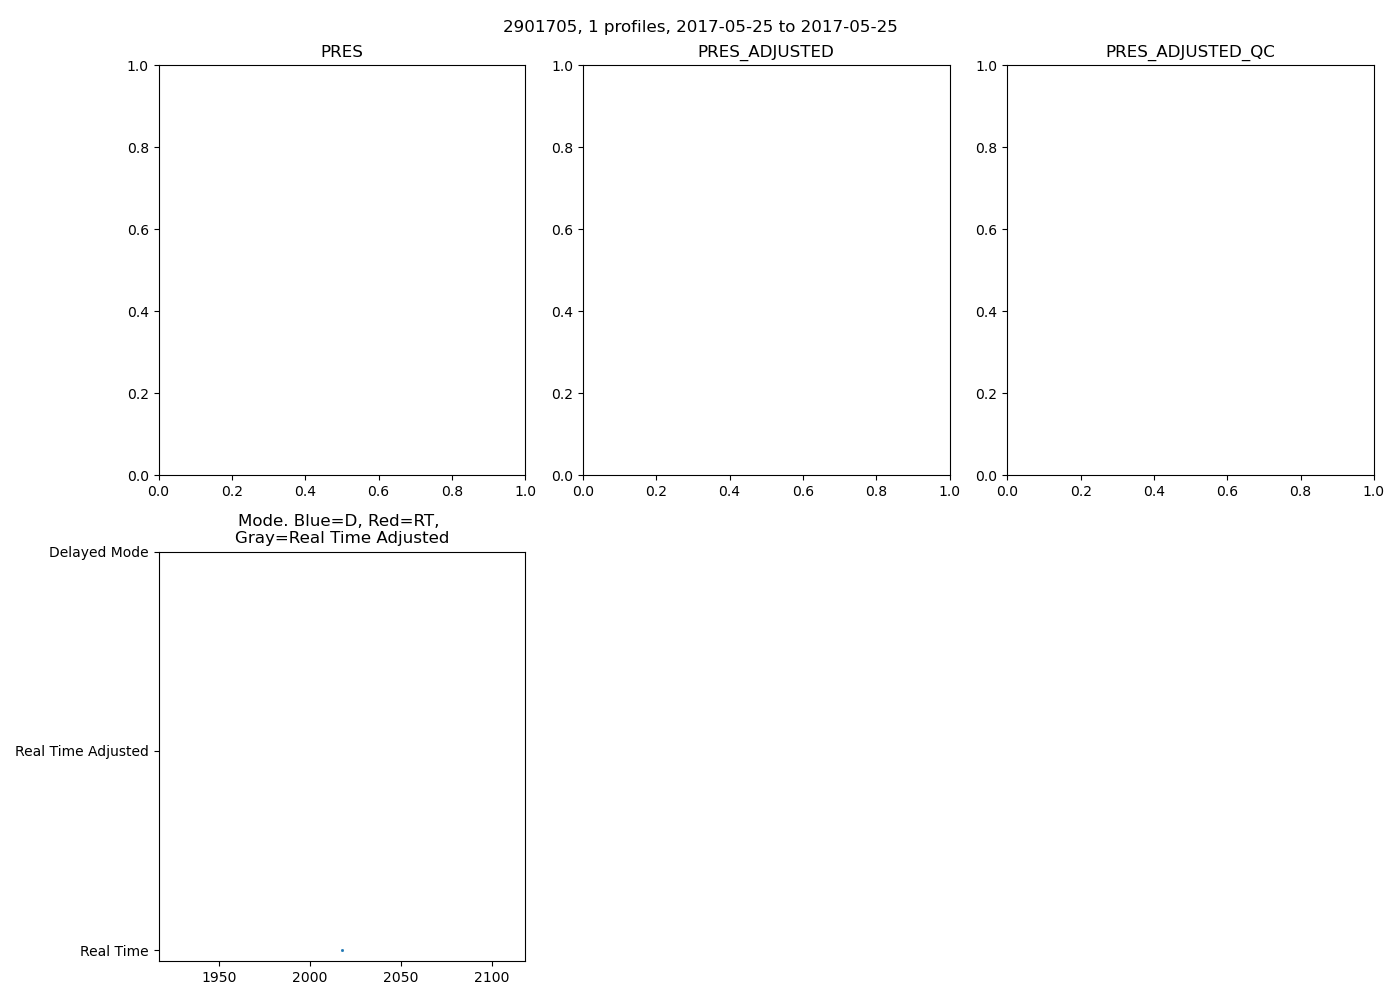 2901705, 1 profiles, 2017-05-25 to 2017-05-25
PRES
PRES_ADJUSTED
PRES_ADJUSTED_QC
1.0
0.8
0.6
0.4
0.2
0.0
0.0 0.2 0.4 0.6 0.8 1.0
1.0
0.8
0.6
0.4
0.2
0.0
0.0 0.2 0.4 0.6 0.8 1.0
1.0
0.8
0.6
0.4
0.2
0.0
0.0 0.2 0.4 0.6 0.8 1.0
Mode. Blue=D, Red=RT,
Gray=Real Time Adjusted
Delayed Mode
Real Time Adjusted
Real Time
1950 2000 2050 2100